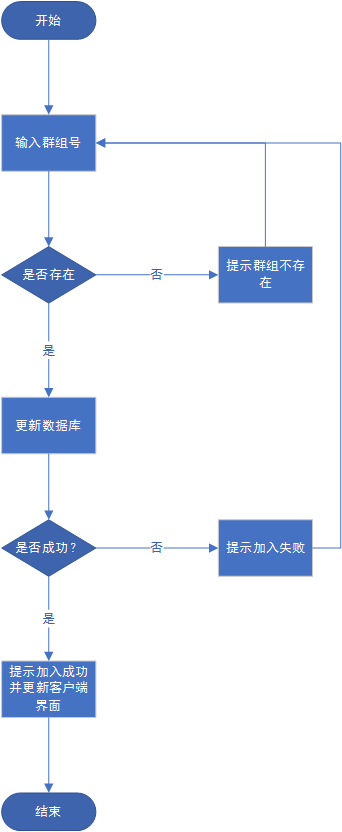 开始
输入群组号
是否存在
否
提示群组不存
在
是
更新数据库
是否成功？
否
提示加入失败
是
提示加入成功
并更新客户端
界面
结束